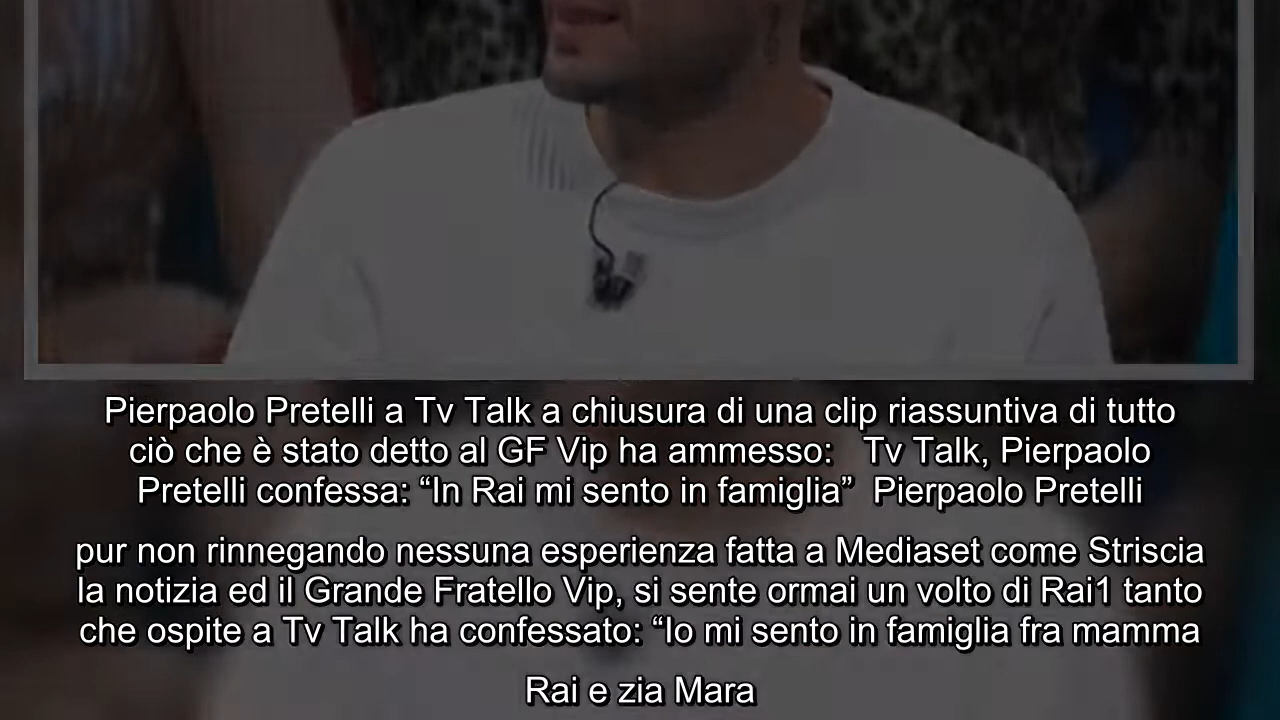 Pierpaolo Pretelli a Tv Talk a chiusura di una clip riassuntiva di tutto
ciò che è stato detto al GF Vip ha ammesso:   Tv Talk, Pierpaolo
Pretelli confessa: “In Rai mi sento in famiglia”  Pierpaolo Pretelli
pur non rinnegando nessuna esperienza fatta a Mediaset come Striscia
la notizia ed il Grande Fratello Vip, si sente ormai un volto di Rai1 tanto
che ospite a Tv Talk ha confessato: “Io mi sento in famiglia fra mamma
Rai e zia Mara